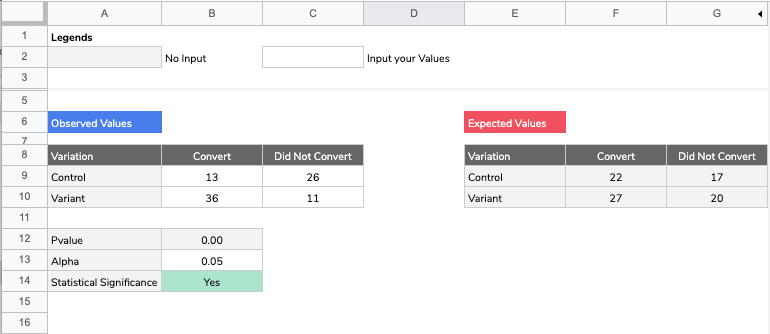 A B C D E F G
1 Legends
2 No Input Input your Values
3
5
6 Observed Values Expected Values
7
8 Variation Convert Did Not Convert Variation Convert Did Not Convert
9 Control 13 26 Control 22 17
10 Variant 36 11 Variant 27 20
11
12 Pvalue 0.00
13 Alpha 0.05
14 Statistical Significance Yes
15
16